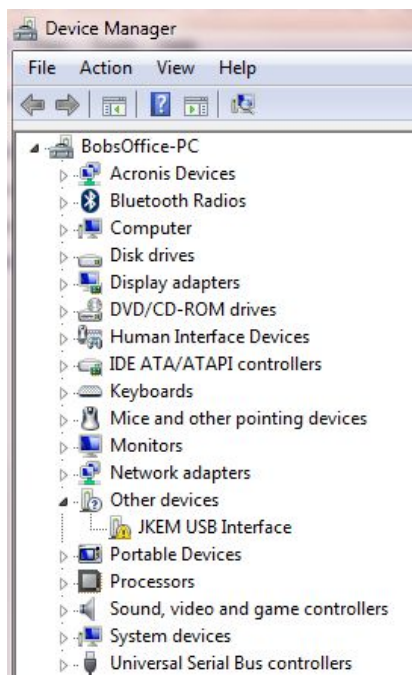 Device Manager
File Action View Help
BobsOffice-PC
Acronis Devices
Bluetooth Radios
Computer
Disk drives
Display adapters
DVD/CD-ROM drives
Human Interface Devices
IDE ATA/ATAPI controllers
Keyboards
Mice and other pointing devices
Monitors
Network adapters
Other devices
JKEM USB Interface
Portable Devices
Processors
Sound, video and game controllers
System devices
Universal Serial Bus controllers